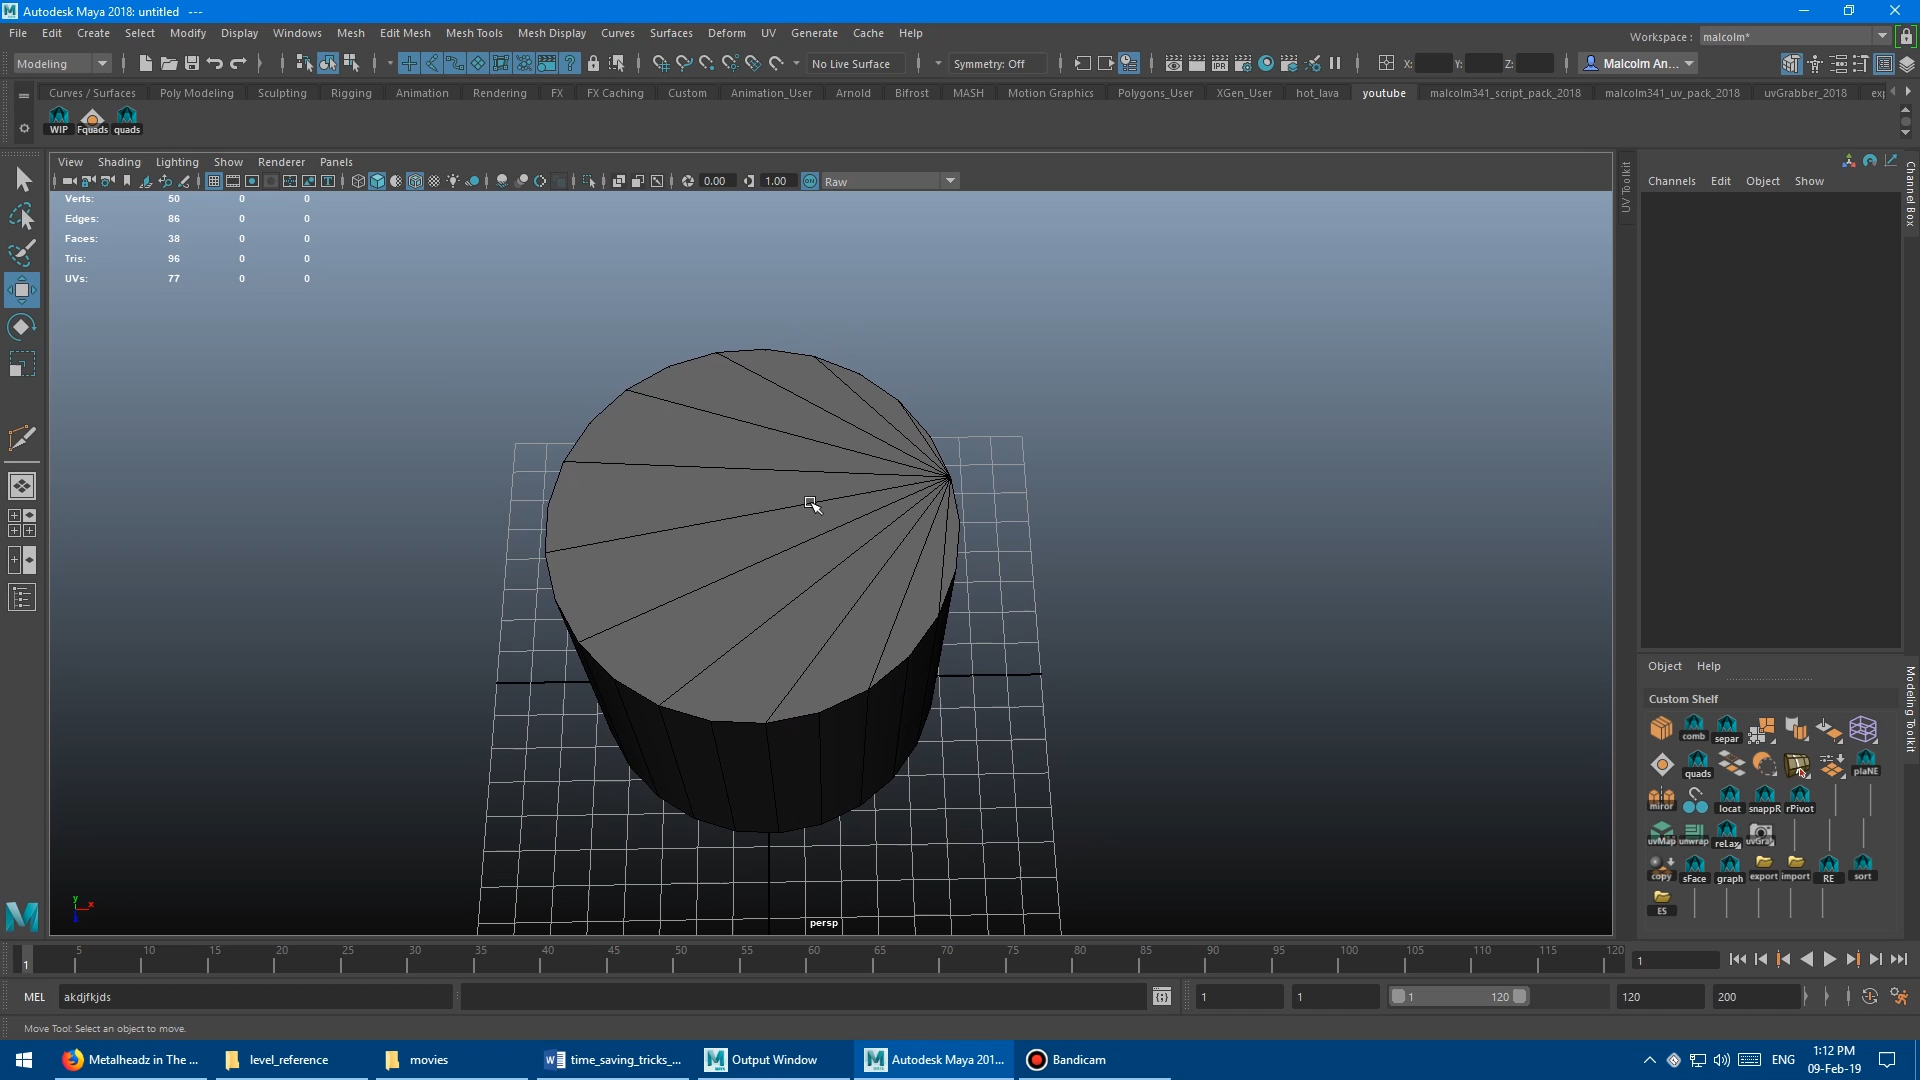 Autodesk Maya 2018: untitled   ---
File Edit Create Select Modify Display Windows Mesh Edit Mesh Mesh Tools Mesh Display Curves Surfaces Deform UV Generate Cache Help
Workspace : malcolm*
Modeling No Live Surface Symmetry: Off IPR X: Y: Z: Malcolm An...
Curves / Surfaces Poly Modeling Sculpting Rigging Animation Rendering FX FX Caching Custom Animation_User Arnold Bifrost MASH Motion Graphics Polygons_User XGen_User hot_lava youtube malcolm341_script_pack_2018 malcolm341_uv_pack_2018 uvGrabber_2018 exp
WIP Fquads quads
View Shading Lighting Show Renderer Panels
0.00 1.00 Raw
Verts: 50 0 0
Edges: 86 0 0
Faces: 38 0 0
Tris: 96 0 0
UVs: 77 0 0
UV Toolkit
Channels Edit Object Show
Channel Box
Object Help
Modeling Toolkit
Custom Shelf
comb separ
quads plaNE
miror locat snappR rPivot
uvMap unwrap reLax uvGra
copy sFace graph export import RE sort
ES
y x
persp
1 5 10 15 20 25 30 35 40 45 50 55 60 65 70 75 80 85 90 95 100 105 110 115 120
1
MEL akdjfkjds 1 1 1 120 120 200
Move Tool: Select an object to move.
Metalheadz in The ... level_reference movies time_saving_tricks_... Output Window Autodesk Maya 201... Bandicam
ENG 1:12 PM
09-Feb-19